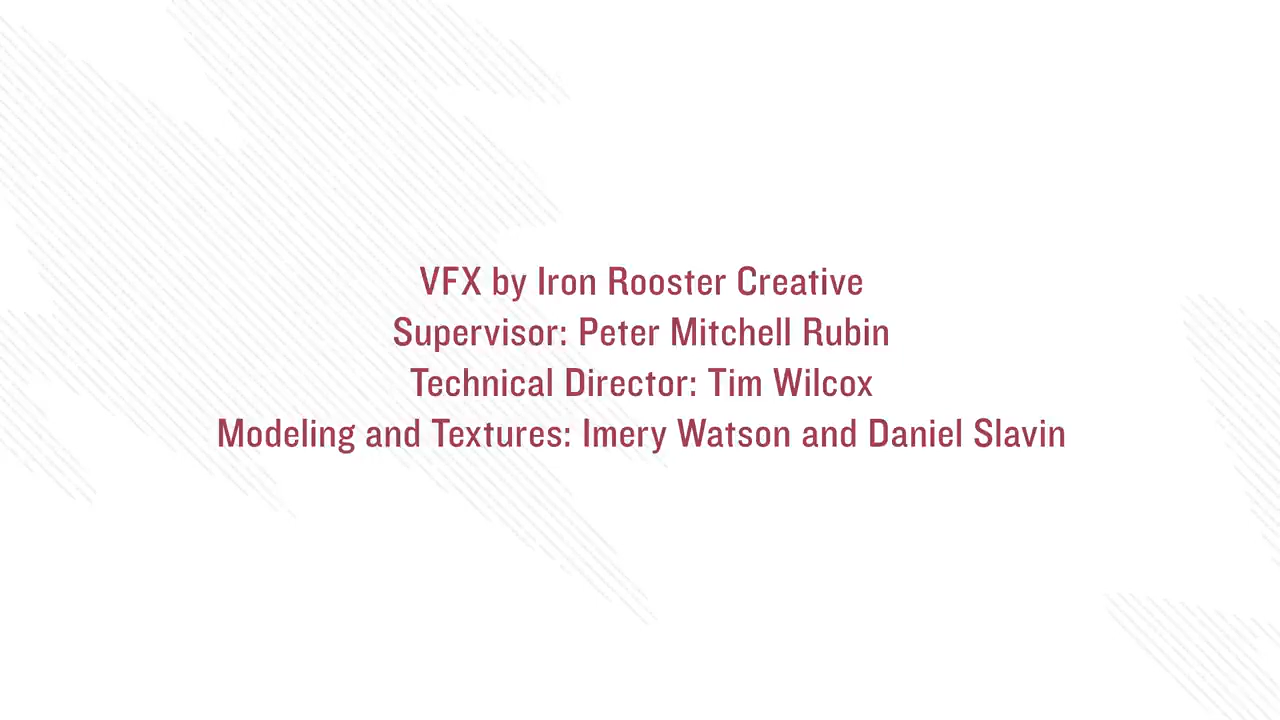 VFX by Iron Rooster Creative
Supervisor: Peter Mitchell Rubin
Technical Director: Tim Wilcox
Modeling and Textures: Imery Watson and Daniel Slavin